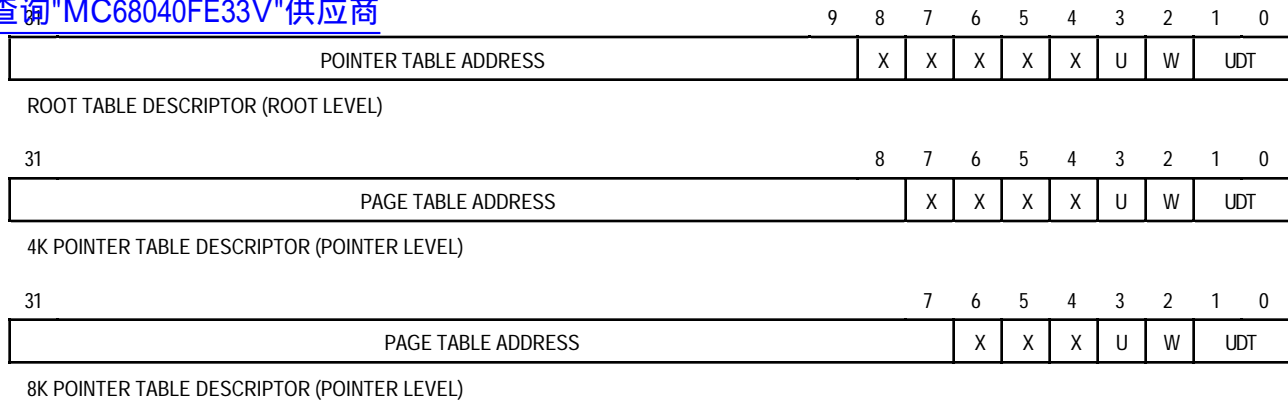 查询"MC68040FE33V"供应商
31 9 8 7 6 5 4 3 2 1 0
POINTER TABLE ADDRESS X X X X X U W UDT
ROOT TABLE DESCRIPTOR (ROOT LEVEL)
31 8 7 6 5 4 3 2 1 0
PAGE TABLE ADDRESS X X X X U W UDT
4K POINTER TABLE DESCRIPTOR (POINTER LEVEL)
31 7 6 5 4 3 2 1 0
PAGE TABLE ADDRESS X X X U W UDT
8K POINTER TABLE DESCRIPTOR (POINTER LEVEL)